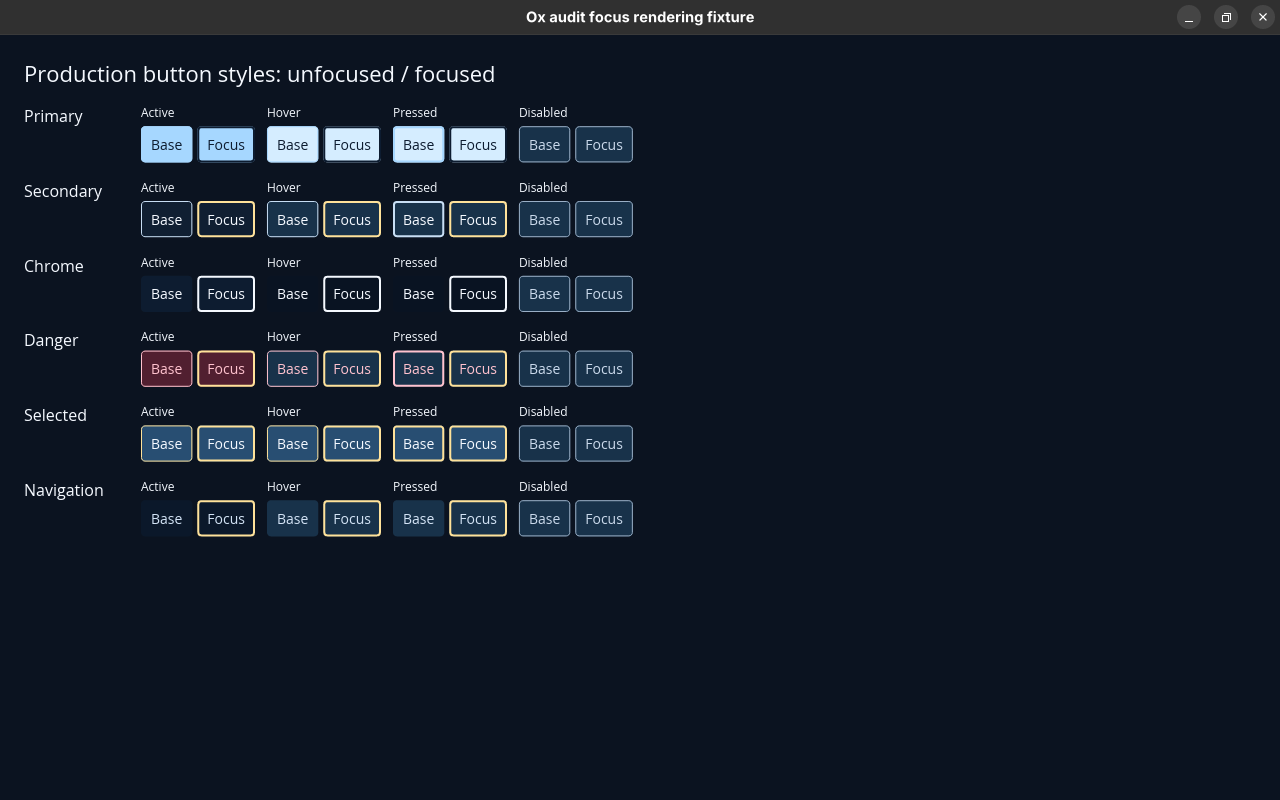 Ox audit focus rendering fixture
Production button styles: unfocused / focused
Primary
Active Hover Pressed Disabled
Base Focus Base Focus Base Focus Base Focus
Secondary
Active Hover Pressed Disabled
Base Focus Base Focus Base Focus Base Focus
Chrome
Active Hover Pressed Disabled
Base Focus Base Focus Base Focus Base Focus
Danger
Active Hover Pressed Disabled
Base Focus Base Focus Base Focus Base Focus
Selected
Active Hover Pressed Disabled
Base Focus Base Focus Base Focus Base Focus
Navigation
Active Hover Pressed Disabled
Base Focus Base Focus Base Focus Base Focus